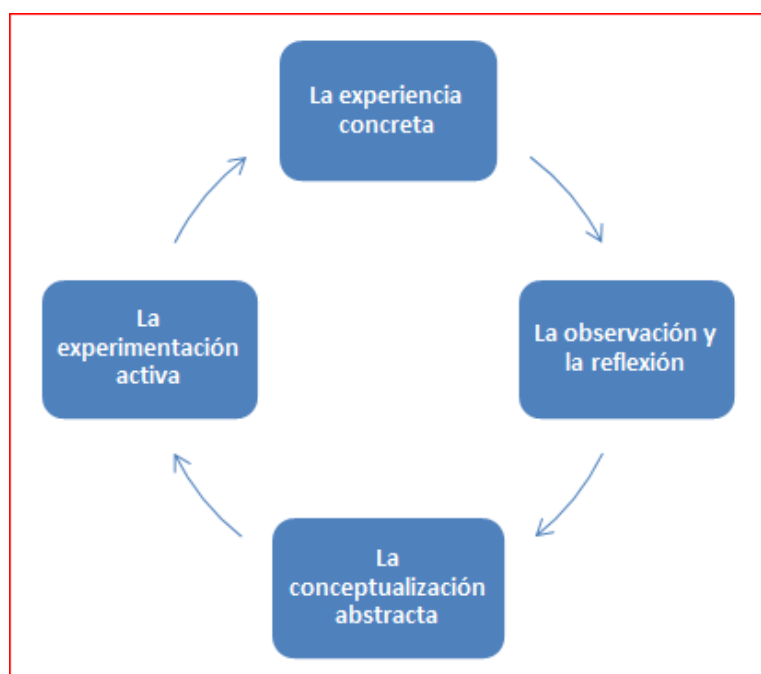 La experiencia
concreta
La observación y
la reflexión
La
conceptualización
abstracta
La
experimentación
activa